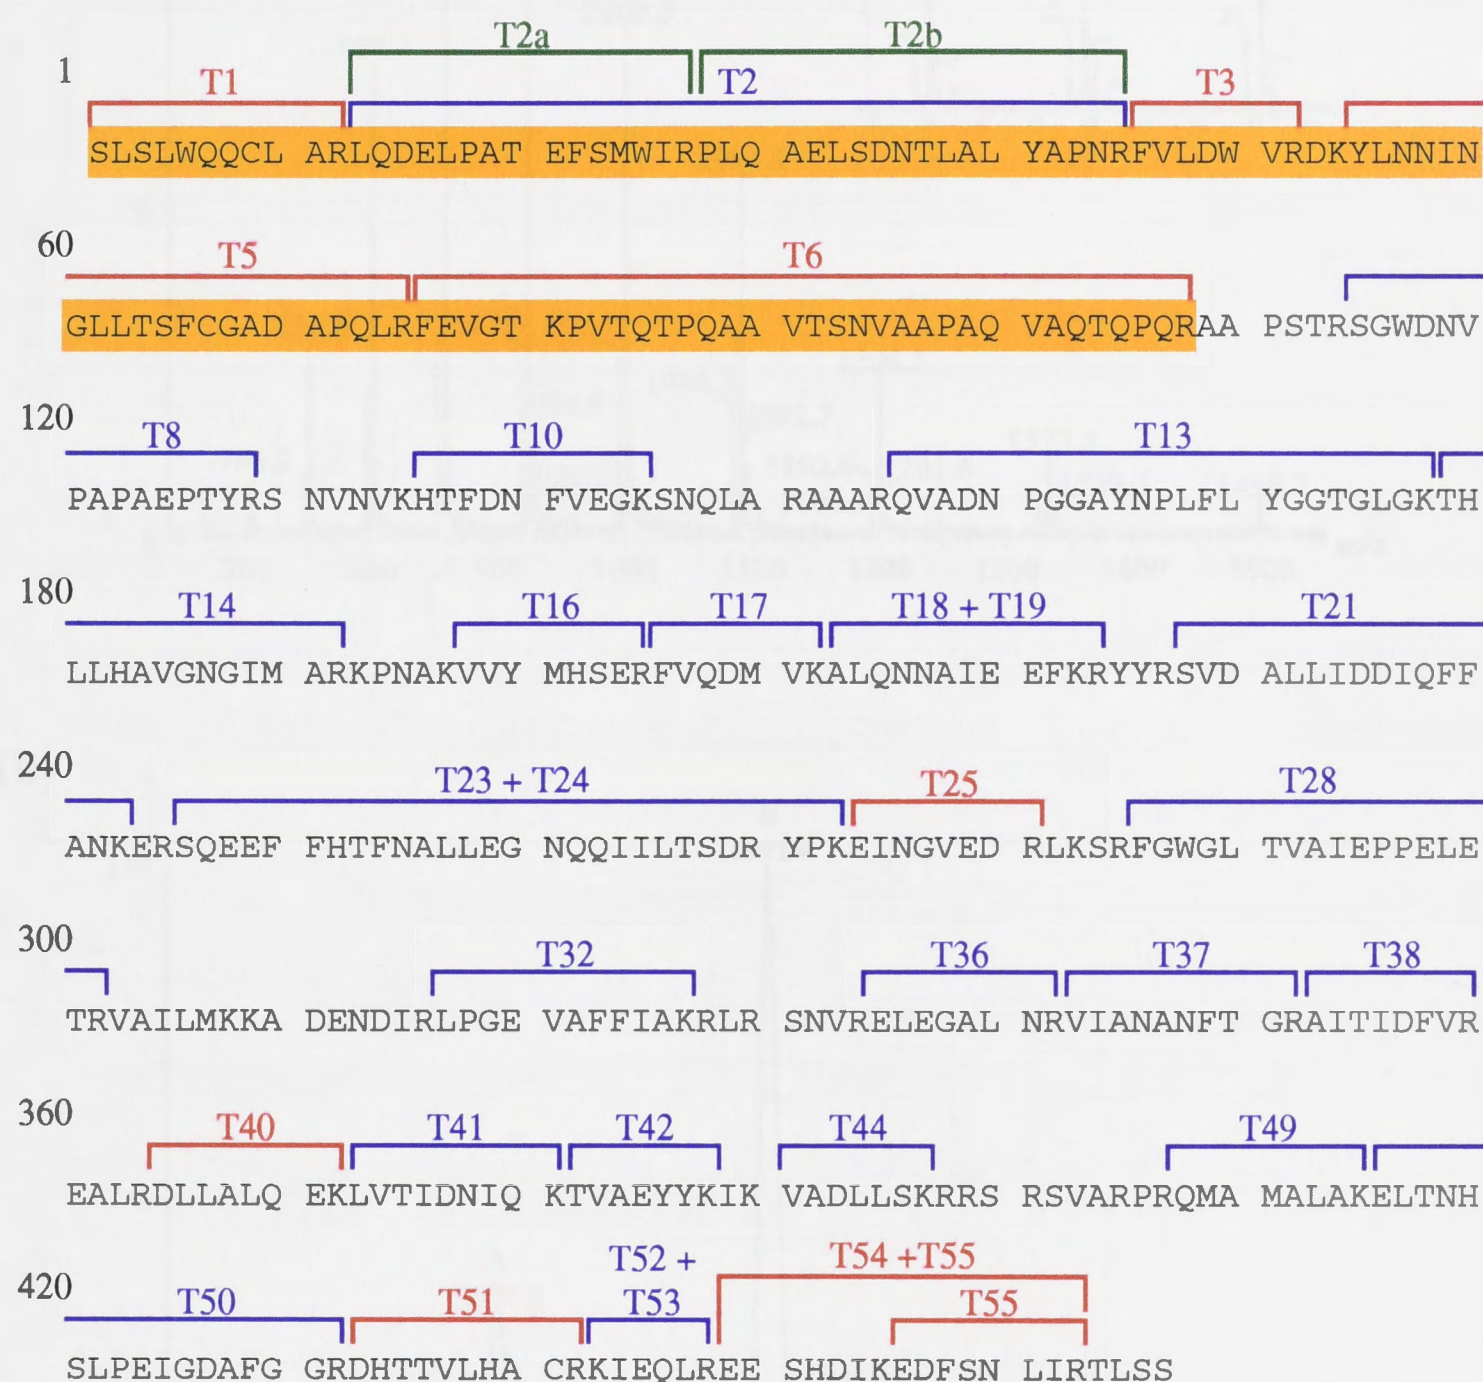 T2a T2b
1 T1 T2 T3
SLSLWQQCL ARLQDELPAT EFSMWIRPLQ AELSDNTLAL YAPNRFVLDW VRDKYLNNIN
60 T5 T6
GLLTSFCGAD APQLRFEVGT KPVTQTPQAA VTSNVAAPAQ VAQTQPQRAA PSTRSGWDNV
120 T8 T10 T13
PAPAEPTYRS NVNVKHTFDN FVEGKSNQLA RAAARQVADN PGGAYNPLFL YGGTGLGKTH
180 T14 T16 T17 T18 + T19 T21
LLHAVGNGIM ARKPNAKVVY MHSERFVQDM VKALQNNAIE EFKRYYRSVD ALLIDDIQFF
240 T23 + T24 T25 T28
ANKERSQEEF FHTFNALLEG NQQIILTSDR YPKEINGVED RLKSRFGWGL TVAIEPPELE
300 T32 T36 T37 T38
TRVAILMKKA DENDIRLPGE VAFFIAKRLR SNVRELEGAL NRVIANANFT GRAITIDFVR
360 T40 T41 T42 T44 T49
EALRDLLALQ EKLVTIDNIQ KTVAEYYKIK VADLLSKRRS RSVARPRQMA MALAKELTNH
T52 + T54 +T55
420 T50 T51 T53 T55
SLPEIGDAFG GRDHTTVLHA CRKIEQLREE SHDIKEDFSN LIRTLSS